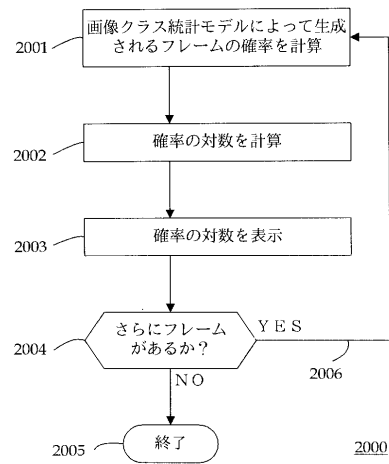 2001
画像クラス統計モデルによって生成
されるフレームの確率を計算
2002
確率の対数を計算
2003
確率の対数を表示
2004
さらにフレーム
があるか？
ＹＥＳ
2006
ＮＯ
2005
終了
2000